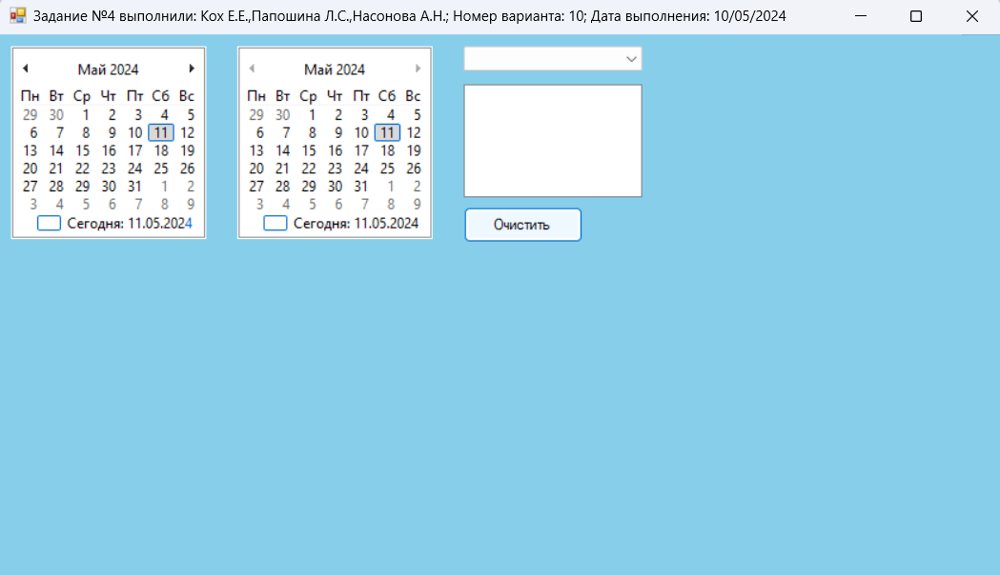 Задание №4 выполнили: Кох Е.Е.,Папошина Л.С.,Насонова А.Н.; Номер варианта: 10; Дата выполнения: 10/05/2024
Май 2024
Пн Вт Ср Чт Пт Сб Вс
29 30 1 2 3 4 5
6 7 8 9 10 11 12
13 14 15 16 17 18 19
20 21 22 23 24 25 26
27 28 29 30 31 1 2
3 4 5 6 7 8 9
Сегодня: 11.05.2024
Май 2024
Пн Вт Ср Чт Пт Сб Вс
29 30 1 2 3 4 5
6 7 8 9 10 11 12
13 14 15 16 17 18 19
20 21 22 23 24 25 26
27 28 29 30 31 1 2
3 4 5 6 7 8 9
Сегодня: 11.05.2024
Очистить